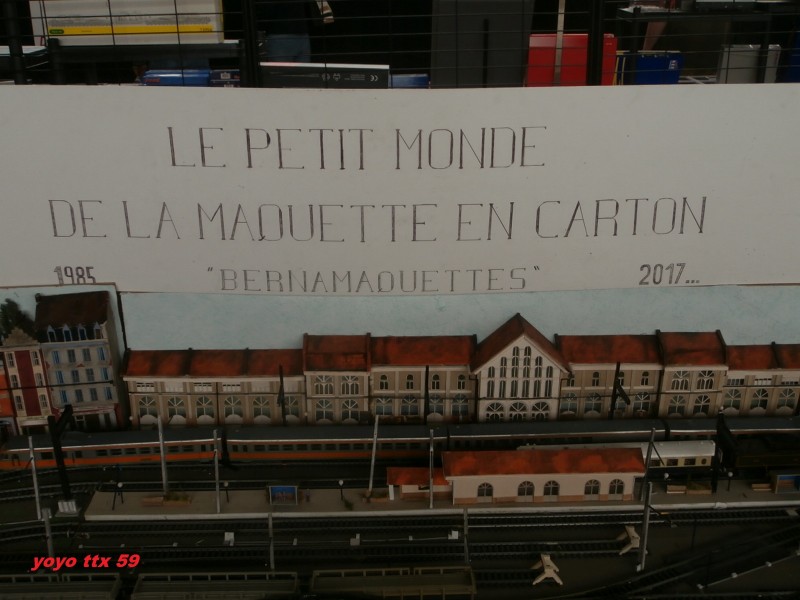 LE PETIT MONDE
DE LA MAQUETTE EN CARTON
1985 "BERNAMAQUETTES" 2017...
yoyo ttx 59